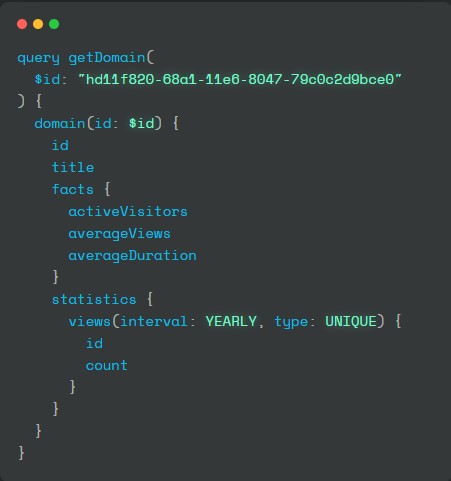 query getDomain(
  $id: "hd11f820-68a1-11e6-8047-79c0c2d9bce0"
) {
  domain(id: $id) {
    id
    title
    facts {
      activeVisitors
      averageViews
      averageDuration
    }
    statistics {
      views(interval: YEARLY, type: UNIQUE) {
        id
        count
      }
    }
  }
}